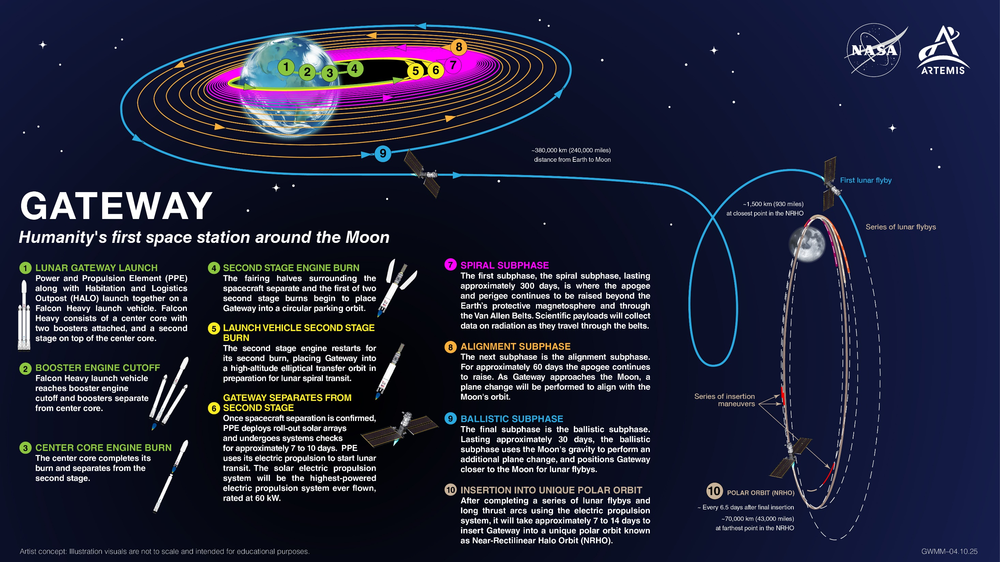 1
2
3
4
5
6
7
8
9
NASA
ARTEMIS
~380,000 km (240,000 miles)
distance from Earth to Moon
First lunar flyby
~1,500 km (930 miles)
at closest point in the NRHO
Series of lunar flybys
GATEWAY
Humanity's first space station around the Moon
1 LUNAR GATEWAY LAUNCH
Power and Propulsion Element (PPE)
along with Habitation and Logistics
Outpost (HALO) launch together on a
Falcon Heavy launch vehicle. Falcon
Heavy consists of a center core with
two boosters attached, and a second
stage on top of the center core.
2 BOOSTER ENGINE CUTOFF
Falcon Heavy launch vehicle
reaches booster engine
cutoff and boosters separate
from center core.
3 CENTER CORE ENGINE BURN
The center core completes its
burn and separates from the
second stage.
4 SECOND STAGE ENGINE BURN
The fairing halves surrounding the
spacecraft separate and the first of two
second stage burns begin to place
Gateway into a circular parking orbit.
5 LAUNCH VEHICLE SECOND STAGE
BURN
The second stage engine restarts for
its second burn, placing Gateway into
a high-altitude elliptical transfer orbit in
preparation for lunar spiral transit.
GATEWAY SEPARATES FROM
6 SECOND STAGE
Once spacecraft separation is confirmed,
PPE deploys roll-out solar arrays
and undergoes systems checks
for approximately 7 to 10 days. PPE
uses its electric propulsion to start lunar
transit. The solar electric propulsion
system will be the highest-powered
electric propulsion system ever flown,
rated at 60 kW.
7 SPIRAL SUBPHASE
The first subphase, the spiral subphase, lasting
approximately 300 days, is where the apogee
and perigee continues to be raised beyond the
Earth’s protective magnetosphere and through
the Van Allen Belts. Scientific payloads will collect
data on radiation as they travel through the belts.
8 ALIGNMENT SUBPHASE
The next subphase is the alignment subphase.
For approximately 60 days the apogee continues
to raise. As Gateway approaches the Moon, a
plane change will be performed to align with the
Moon's orbit.
9 BALLISTIC SUBPHASE
The final subphase is the ballistic subphase.
Lasting approximately 30 days, the ballistic
subphase uses the Moon's gravity to perform an
additional plane change, and positions Gateway
closer to the Moon for lunar flybys.
10 INSERTION INTO UNIQUE POLAR ORBIT
After completing a series of lunar flybys and
long thrust arcs using the electric propulsion
system, it will take approximately 7 to 14 days to
insert Gateway into a unique polar orbit known
as Near-Rectilinear Halo Orbit (NRHO).
Series of insertion
maneuvers
10 POLAR ORBIT (NRHO)
~ Every 6.5 days after final insertion
~70,000 km (43,000 miles)
at farthest point in the NRHO
Artist concept: Illustration visuals are not to scale and intended for educational purposes.
GWMM–04.10.25